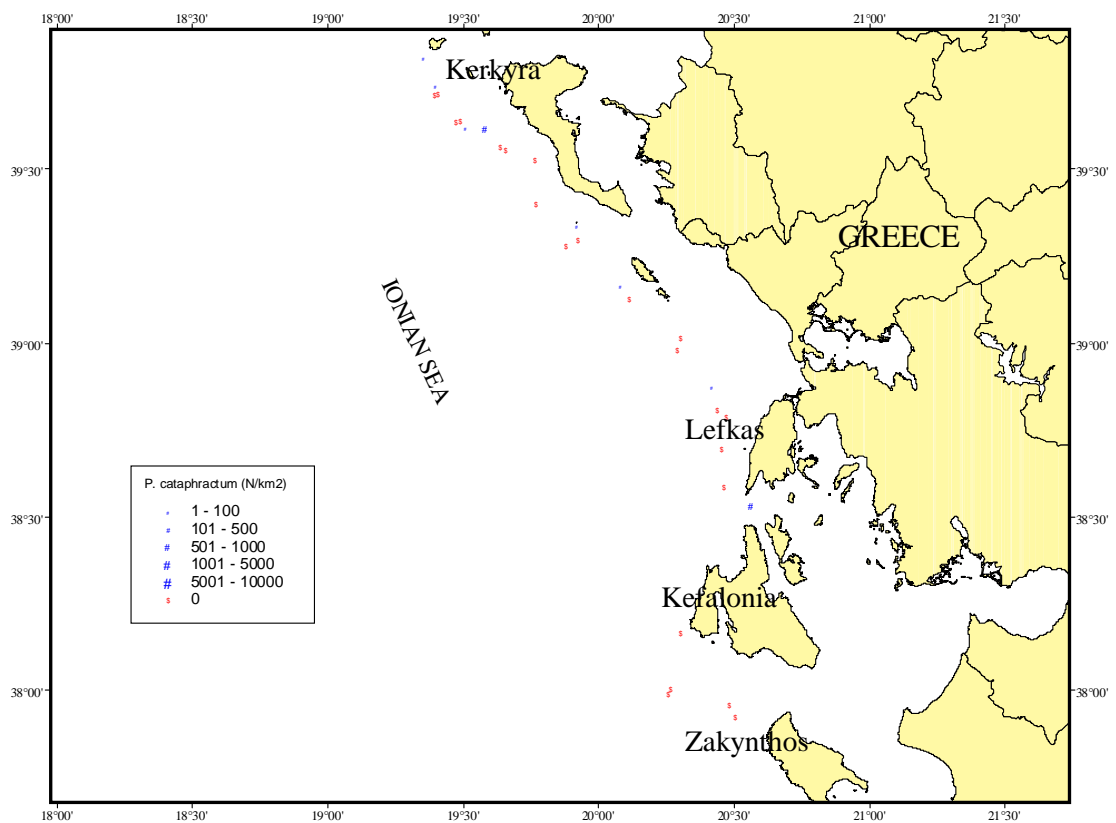 18°00' 18°30' 19°00' 19°30' 20°00' 20°30' 21°00' 21°30'
Kerkyra
39°30' 39°30'
GREECE
IONIAN SEA
39°00' 39°00'
Lefkas
P. cataphractum (N/km2)
# 1 - 100
# 101 - 500
# 501 - 1000
# 1001 - 5000
# 5001 - 10000
$ 0
38°30' 38°30'
Kefalonia
38°00' 38°00'
Zakynthos
18°00' 18°30' 19°00' 19°30' 20°00' 20°30' 21°00' 21°30'